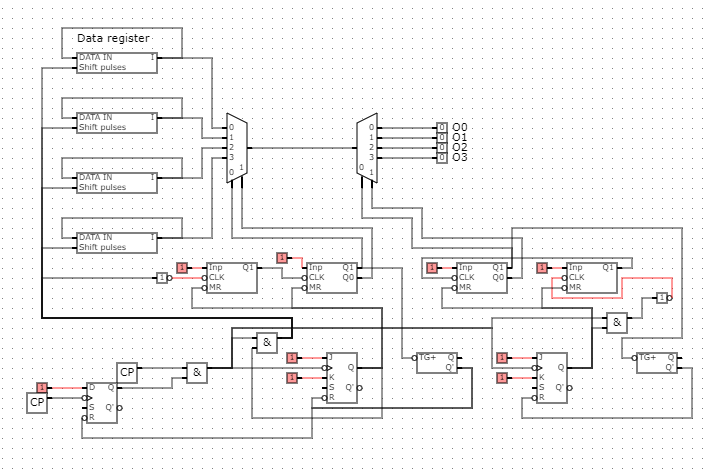 Data register
DATA IN I
Shift pulses
DATA IN I
Shift pulses
DATA IN I
Shift pulses
DATA IN I
Shift pulses
0
1
2
3
0 1
0
1
2
3
0 1
0 O0
0 O1
0 O2
0 O3
1 Inp Q1
1 CLK
MR
1 Inp Q1
CLK Q0
MR
1 Inp Q1
CLK Q0
MR
1 Inp Q1
CLK
MR
1
&
&
1 J
Q
1 K
S Q'
R
TG+ Q
Q'
1 J
Q
1 K
S Q'
R
TG+ Q
Q'
CP
&
1 D Q
CP
S Q'
R